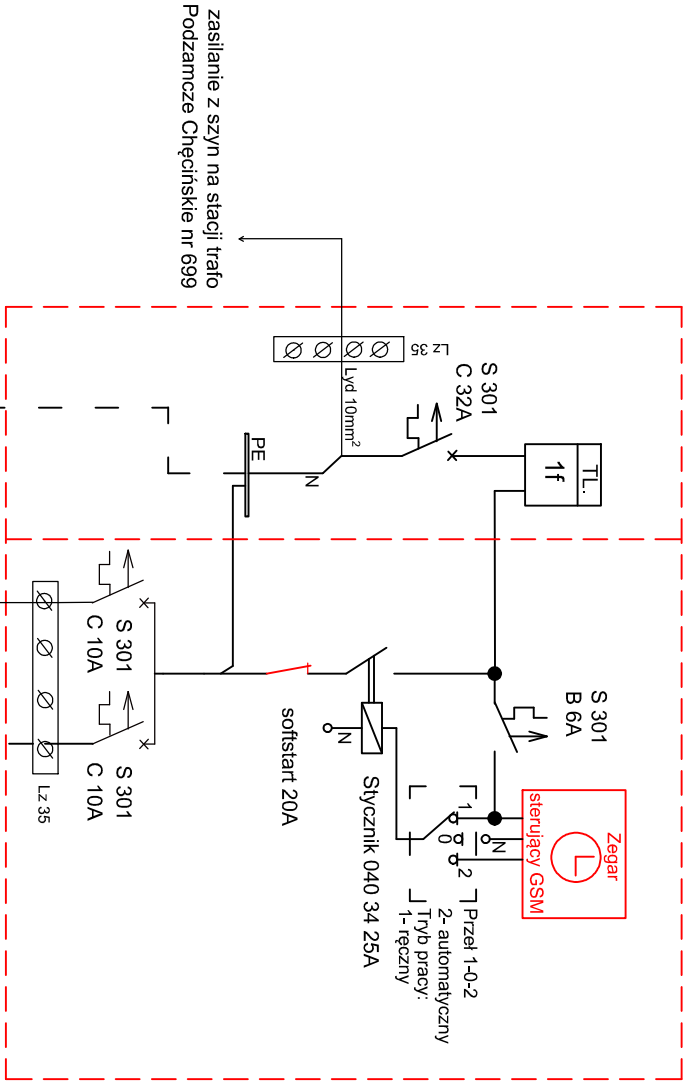 zasilanie z szyn na stacji trafo
Podzamcze Chęcińskie nr 699
Lz 35
Lyd 10mm²
S 301
C 32A
TL.
1f
PE
N
S 301
B 6A
Zegar
sterujący GSM
L
N
1
0
2
Przeł 1-0-2
2- automatyczny
Tryb pracy:
1- ręczny
Stycznik 040 34 25A
N
softstart 20A
S 301
C 10A
S 301
C 10A
Lz 35